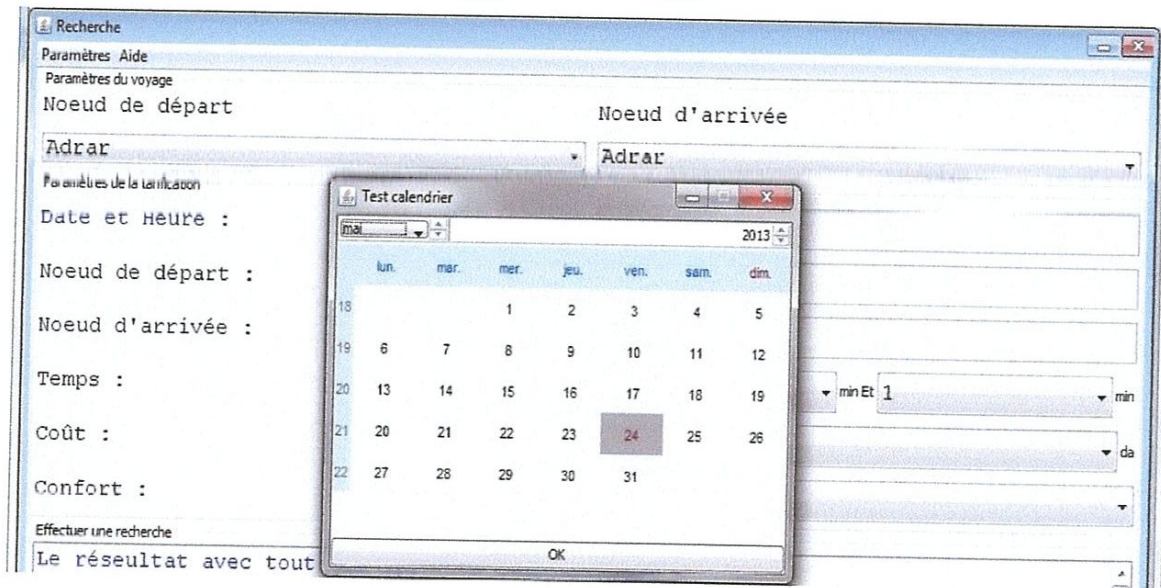 Recherche
Paramètres Aide
Paramètres du voyage
Noeud de départ
Noeud d'arrivée
Adrar
Adrar
Paramètres de la tarification
Date et Heure :
Noeud de départ :
Noeud d'arrivée :
Temps :
min Et 1 min
Coût :
da
Confort :
Effectuer une recherche
Le réseultat avec tout
Test calendrier
mai 2013
lun. mar. mer. jeu. ven. sam. dim.
18 1 2 3 4 5
19 6 7 8 9 10 11 12
20 13 14 15 16 17 18 19
21 20 21 22 23 24 25 26
22 27 28 29 30 31
OK